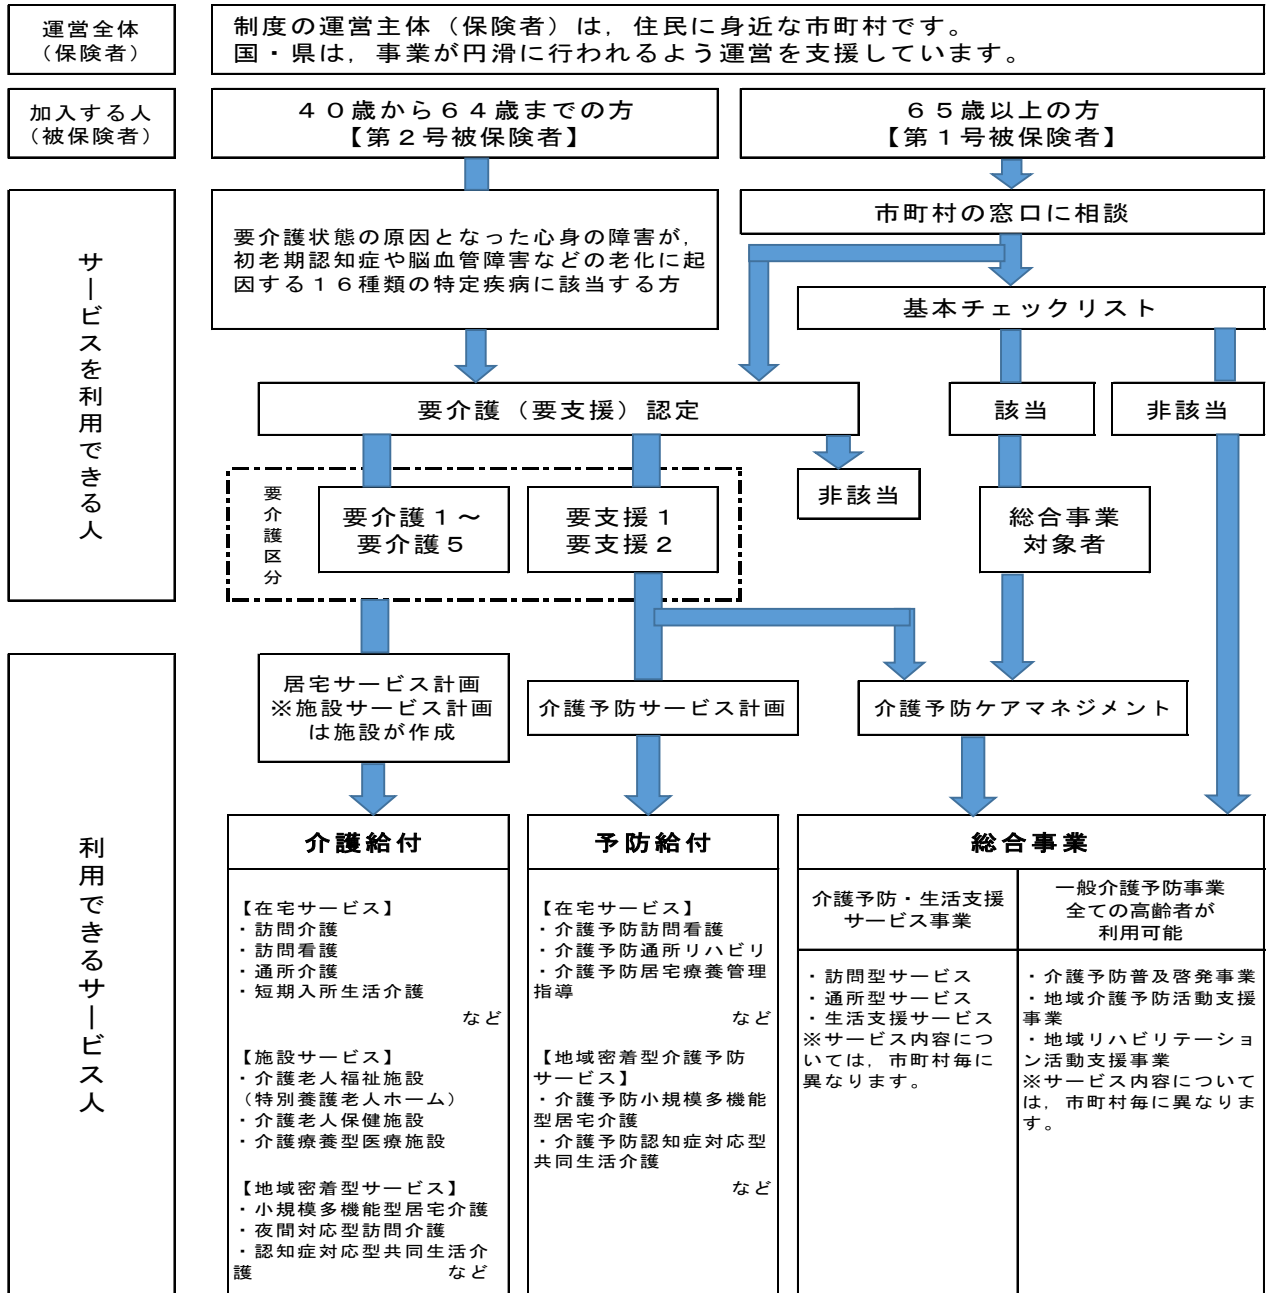 運営全体
（保険者）
制度の運営主体（保険者）は，住民に身近な市町村です。
国・県は，事業が円滑に行われるよう運営を支援しています。
加入する人
（被保険者）
４０歳から６４歳までの方
【第２号被保険者】
６５歳以上の方
【第１号被保険者】
サービスを利用できる人
要介護状態の原因となった心身の障害が，
初老期認知症や脳血管障害などの老化に起
因する１６種類の特定疾病に該当する方
市町村の窓口に相談
基本チェックリスト
要介護（要支援）認定
該当
非該当
非該当
要介護区分
要介護１～
要介護５
要支援１
要支援２
総合事業
対象者
利用できるサービス人
居宅サービス計画
※施設サービス計画
は施設が作成
介護予防サービス計画
介護予防ケアマネジメント
介護給付
【在宅サービス】
・訪問介護
・訪問看護
・通所介護
・短期入所生活介護
など
【施設サービス】
・介護老人福祉施設
（特別養護老人ホーム）
・介護老人保健施設
・介護療養型医療施設
【地域密着型サービス】
・小規模多機能型居宅介護
・夜間対応型訪問介護
・認知症対応型共同生活介
護 など
予防給付
【在宅サービス】
・介護予防訪問看護
・介護予防通所リハビリ
・介護予防居宅療養管理
指導
など
【地域密着型介護予防
サービス】
・介護予防小規模多機能
型居宅介護
・介護予防認知症対応型
共同生活介護
など
総合事業
介護予防・生活支援
サービス事業
・訪問型サービス
・通所型サービス
・生活支援サービス
※サービス内容につ
いては，市町村毎に
異なります。
一般介護予防事業
全ての高齢者が
利用可能
・介護予防普及啓発事業
・地域介護予防活動支援
事業
・地域リハビリテーショ
ン活動支援事業
※サービス内容について
は，市町村毎に異なりま
す。